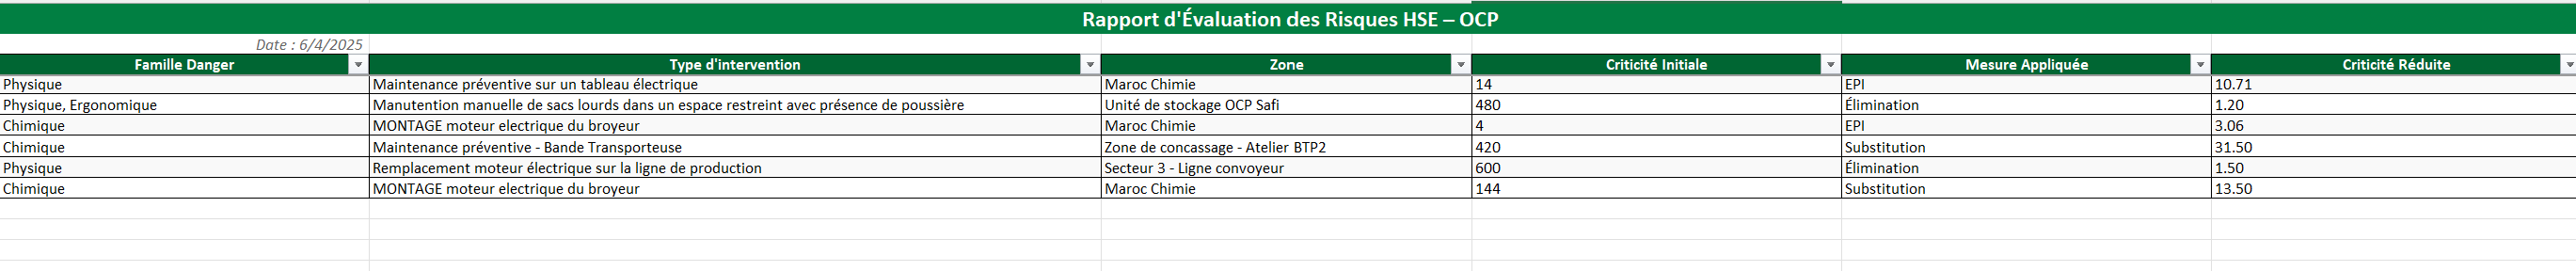 Rapport d'Évaluation des Risques HSE – OCP
Date : 6/4/2025
Famille Danger Type d'intervention Zone Criticité Initiale Mesure Appliquée Criticité Réduite
Physique Maintenance préventive sur un tableau électrique Maroc Chimie 14 EPI 10.71
Physique, Ergonomique Manutention manuelle de sacs lourds dans un espace restreint avec présence de poussière Unité de stockage OCP Safi 480 Élimination 1.20
Chimique MONTAGE moteur electrique du broyeur Maroc Chimie 4 EPI 3.06
Chimique Maintenance préventive - Bande Transporteuse Zone de concassage - Atelier BTP2 420 Substitution 31.50
Physique Remplacement moteur électrique sur la ligne de production Secteur 3 - Ligne convoyeur 600 Élimination 1.50
Chimique MONTAGE moteur electrique du broyeur Maroc Chimie 144 Substitution 13.50